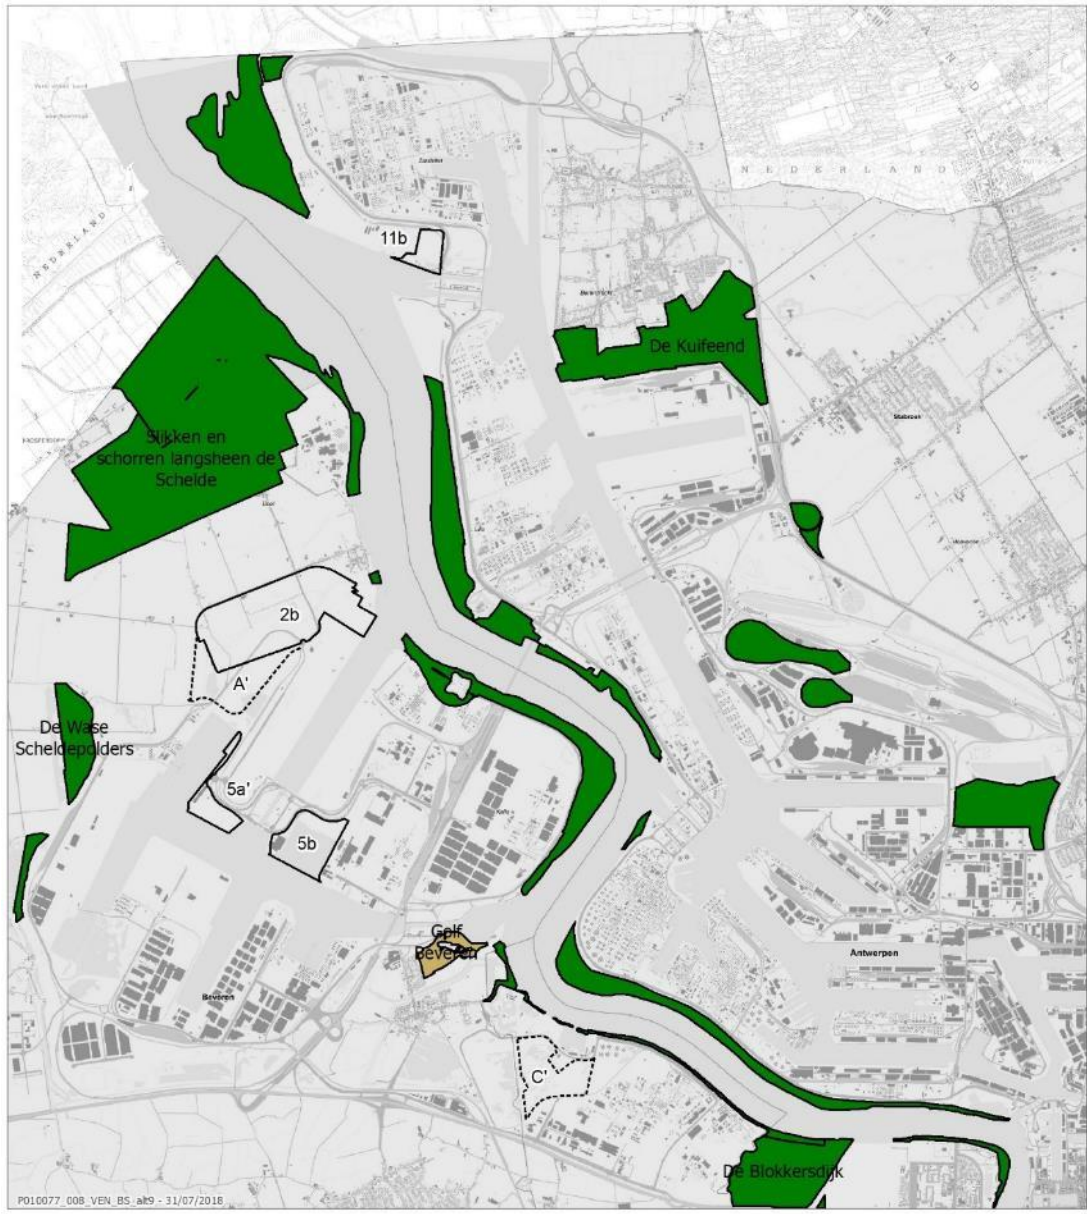 NEDERLAND
NEDERLAND
11b
De Kuifeend
Stabroek
Slikken en
schorren langsheen de
Schelde
2b
A'
De Wase
Scheldepolders
5a'
5b
Golf
Beveren
Antwerpen
Beveren
C'
De Blokkersdijk
P010077_008_VEN_BS_alt9 - 31/07/2018